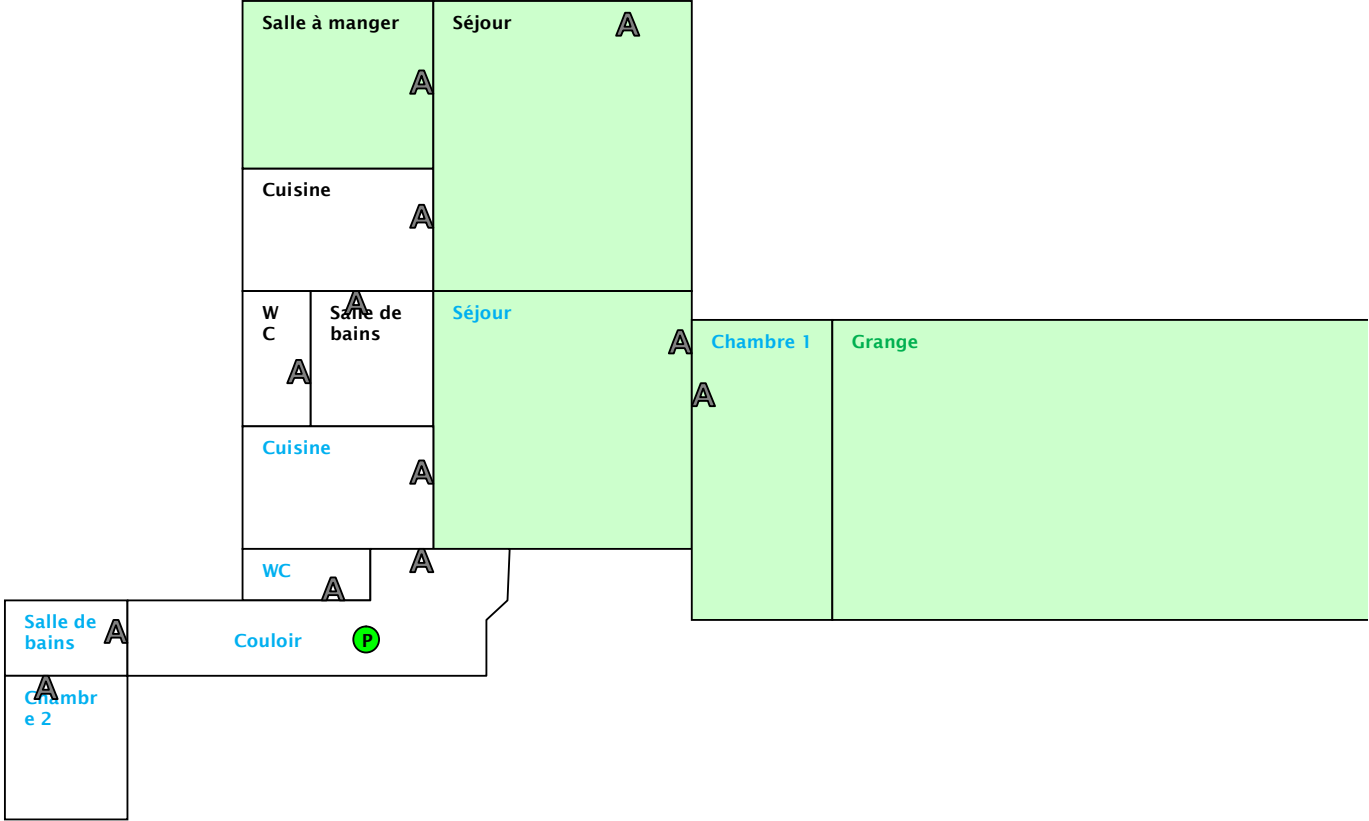 Salle à manger
Séjour
A
A
Cuisine
A
W
C
A
Salle de
bains
A
Séjour
A
Chambre 1
A
Grange
Cuisine
A
WC
A
A
Salle de
bains
A
Couloir
P
A
Chambr
e 2